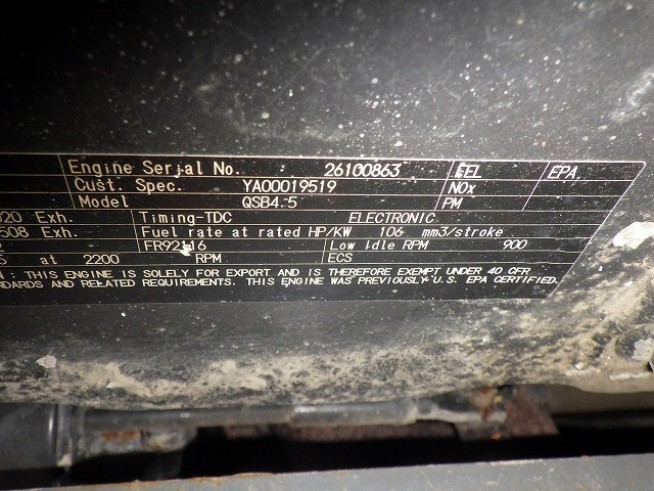 Engine Serial No. 26100863 FEL EPA
Cust. Spec. YA00019519 NOx
Model QSB4.5 PM
020 Exh. Timing-TDC ELECTRONIC
508 Exh. Fuel rate at rated HP/KW 106 mm3/stroke
FR92116 Low Idle RPM 900
at 2200 RPM ECS
: THIS ENGINE IS SOLELY FOR EXPORT AND IS THEREFORE EXEMPT UNDER 40 CFR
DARDS AND RELATED REQUIREMENTS. THIS ENGINE WAS PREVIOUSLY U.S. EPA CERTIFIED.